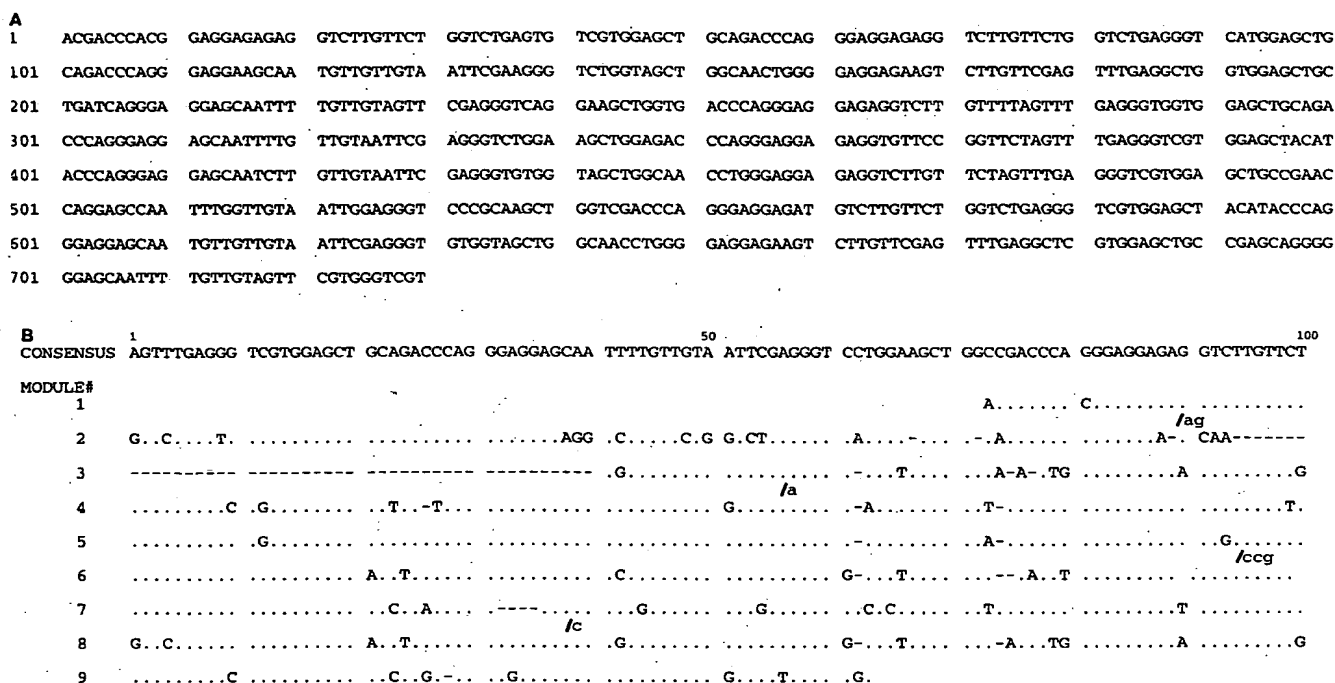 A
1 ACGACCCACG GAGGAGAGAG GTCTTGTTCT GGTCTGAGTG TCGTGGAGCT GCAGACCCAG GGAGGAGAGG TCTTGTTCTG GTCTGAGGGT CATGGAGCTG
101 CAGACCCAGG GAGGAAGCAA TGTTGTTGTA ATTCGAAGGG TCTGGTAGCT GGCAACTGGG GAGGAGAAGT CTTGTTCGAG TTTGAGGCTG GTGGAGCTGC
201 TGATCAGGGA GGAGCAATTT TGTTGTAGTT CGAGGGTCAG GAAGCTGGTG ACCCAGGGAG GAGAGGTCTT GTTTTAGTTT GAGGGTGGTG GAGCTGCAGA
301 CCCAGGGAGG AGCAATTTTG TTGTAATTCG AGGGTCTGGA AGCTGGAGAC CCAGGGAGGA GAGGTGTTCC GGTTCTAGTT TGAGGGTCGT GGAGCTACAT
401 ACCCAGGGAG GAGCAATCTT GTTGTAATTC GAGGGTGTGG TAGCTGGCAA CCTGGGAGGA GAGGTCTTGT TCTAGTTTGA GGGTCGTGGA GCTGCCGAAC
501 CAGGAGCCAA TTTGGTTGTA ATTGGAGGGT CCCGCAAGCT GGTCGACCCA GGGAGGAGAT GTCTTGTTCT GGTCTGAGGG TCGTGGAGCT ACATACCCAG
601 GGAGGAGCAA TGTTGTTGTA ATTCGAGGGT GTGGTAGCTG GCAACCTGGG GAGGAGAAGT CTTGTTCGAG TTTGAGGCTC GTGGAGCTGC CGAGCAGGGG
701 GGAGCAATTT TGTTGTAGTT CGTGGGTCGT
B
1 50 100
CONSENSUS AGTTTGAGGG TCGTGGAGCT GCAGACCCAG GGAGGAGCAA TTTTGTTGTA ATTCGAGGGT CCTGGAAGCT GGCCGACCCA GGGAGGAGAG GTCTTGTTCT
MODULE#
1 A....... C......... ..........
/ag
2 G..C....T. .......... .......... .......AGG .C.....C.G G.CT...... ..A....-.. .-.A...... ........A-. CAA-------
3 ---------- ---------- ---------- ---------- .G........ .......... .-...T.... ...A-A-.TG .........A .........G
/a
4 .........C .G........ ..T..-T... .......... .......... G......... .-A....... ..T-...... .......... ........T.
5 .......... .G........ .......... .......... .......... .......... .-........ ..A-...... .......... ...G......
/ccg
6 .......... .......... A..T...... .......... .C........ .......... G-...T.... ..--.A..T. .......... ..........
7 .......... .......... ..C..A.... .----..... ...G...... ....G..... ..C.C..... ..T....... .........T ..........
/c
8 G..C...... .......... A..T...... .......... .G........ .......... G-...T.... ...-A...TG .........A .........G
9 .........C .......... ..C..G.-.. ..G....... .......... G....T.... .G.